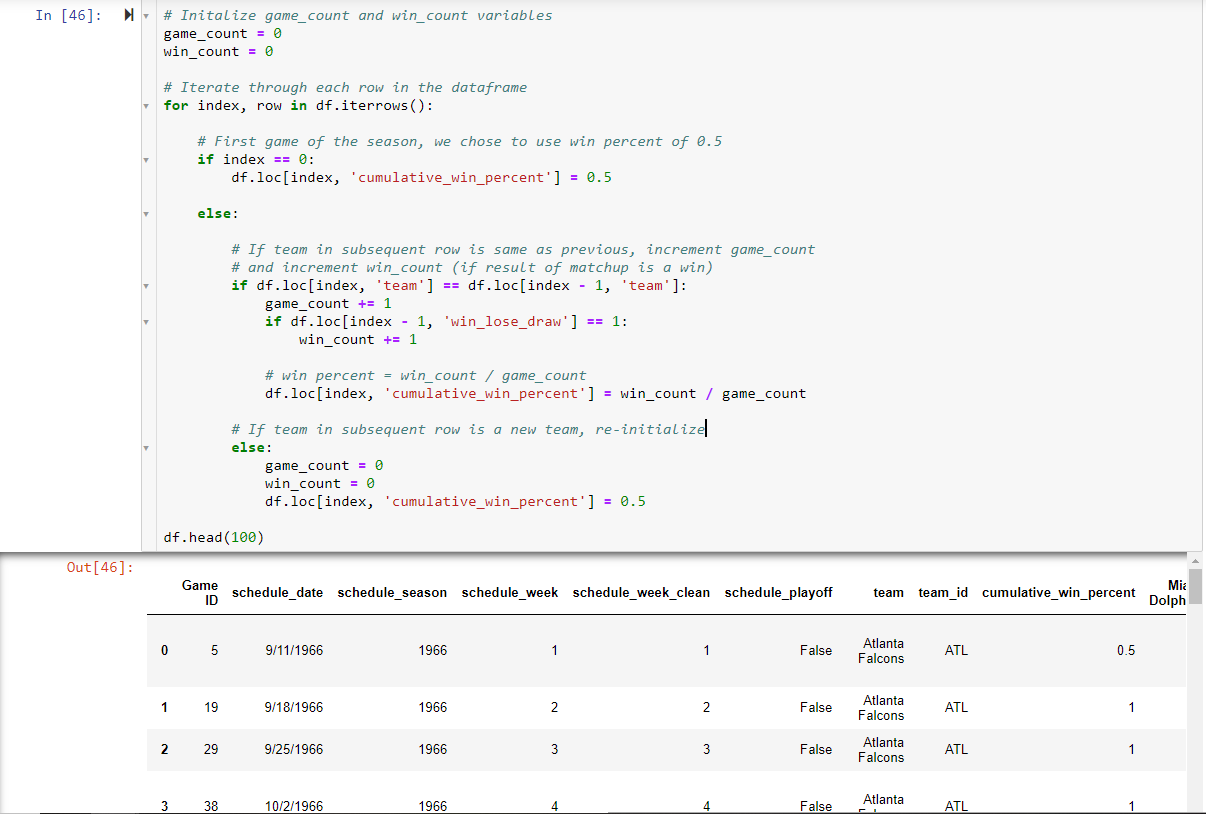 In [46]:
# Initalize game_count and win_count variables
game_count = 0
win_count = 0
# Iterate through each row in the dataframe
for index, row in df.iterrows():
# First game of the season, we chose to use win percent of 0.5
if index == 0:
df.loc[index, 'cumulative_win_percent'] = 0.5
else:
# If team in subsequent row is same as previous, increment game_count
# and increment win_count (if result of matchup is a win)
if df.loc[index, 'team'] == df.loc[index - 1, 'team']:
game_count += 1
if df.loc[index - 1, 'win_lose_draw'] == 1:
win_count += 1
# win percent = win_count / game_count
df.loc[index, 'cumulative_win_percent'] = win_count / game_count
# If team in subsequent row is a new team, re-initialize
else:
game_count = 0
win_count = 0
df.loc[index, 'cumulative_win_percent'] = 0.5
df.head(100)
Out[46]:
Game ID schedule_date schedule_season schedule_week schedule_week_clean schedule_playoff team team_id cumulative_win_percent
0 5 9/11/1966 1966 1 1 False Atlanta Falcons ATL 0.5
1 19 9/18/1966 1966 2 2 False Atlanta Falcons ATL 1
2 29 9/25/1966 1966 3 3 False Atlanta Falcons ATL 1
3 38 10/2/1966 1966 4 4 False Atlanta ATL 1